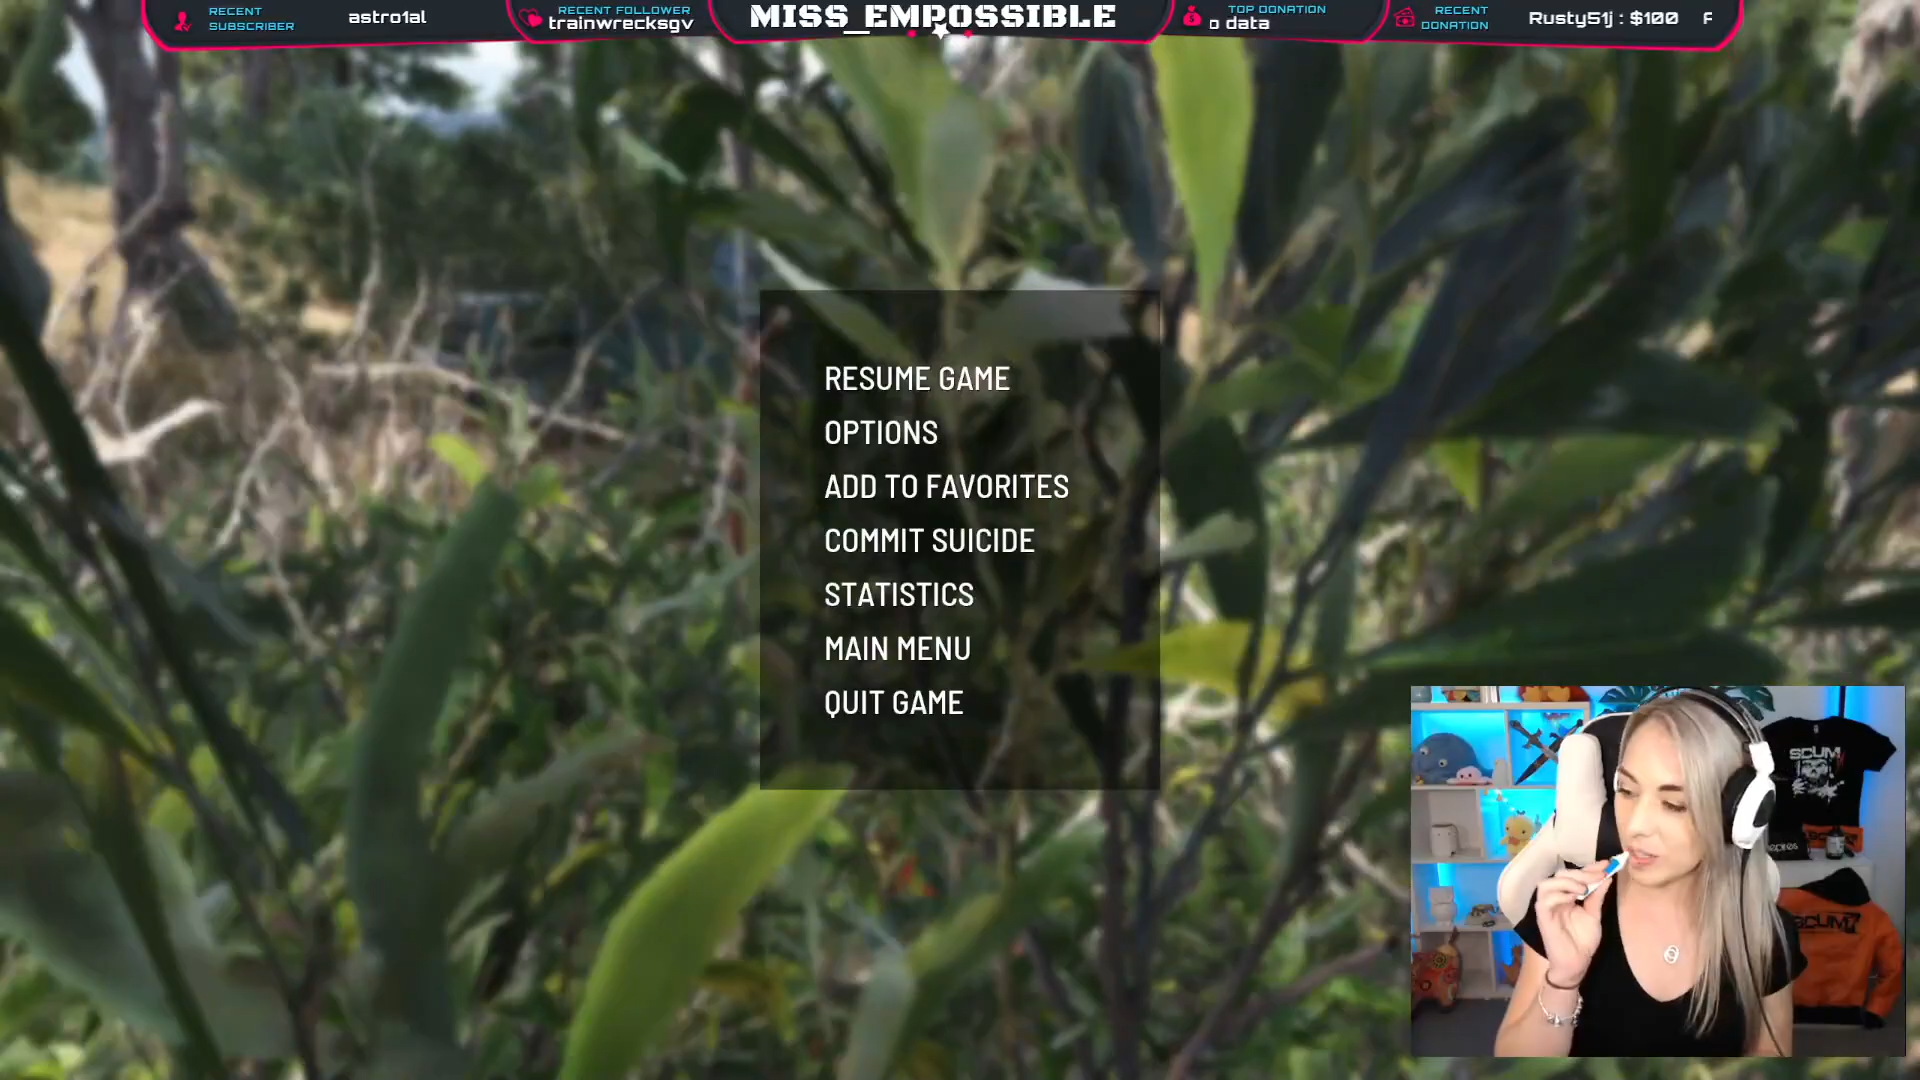 RECENT SUBSCRIBER
astro1al
RECENT FOLLOWER
trainwrecksgv
MISS_EMPOSSIBLE
TOP DONATION
data
RECENT DONATION
Rusty51j : $100
RESUME GAME
OPTIONS
ADD TO FAVORITES
COMMIT SUICIDE
STATISTICS
MAIN MENU
QUIT GAME
SCUM
SCUM